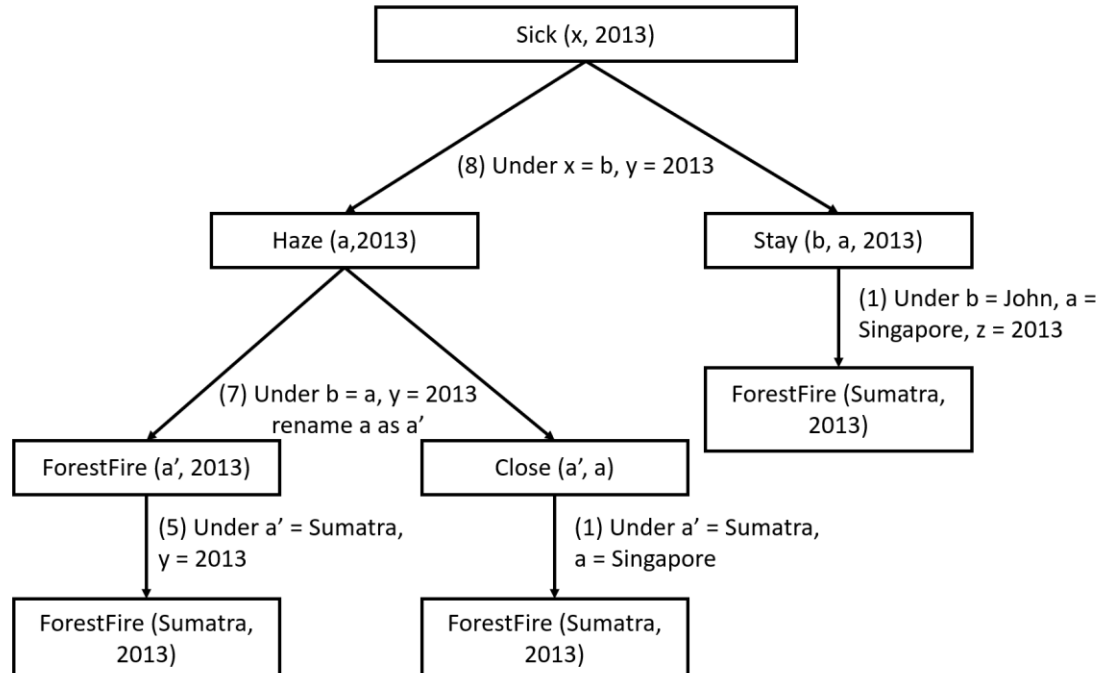 Sick (x, 2013)
(8) Under x = b, y = 2013
Haze (a,2013)
Stay (b, a, 2013)
(1) Under b = John, a =
Singapore, z = 2013
(7) Under b = a, y = 2013
rename a as a’
ForestFire (Sumatra,
2013)
ForestFire (a’, 2013)
Close (a’, a)
(5) Under a’ = Sumatra,
y = 2013
(1) Under a’ = Sumatra,
a = Singapore
ForestFire (Sumatra,
2013)
ForestFire (Sumatra,
2013)